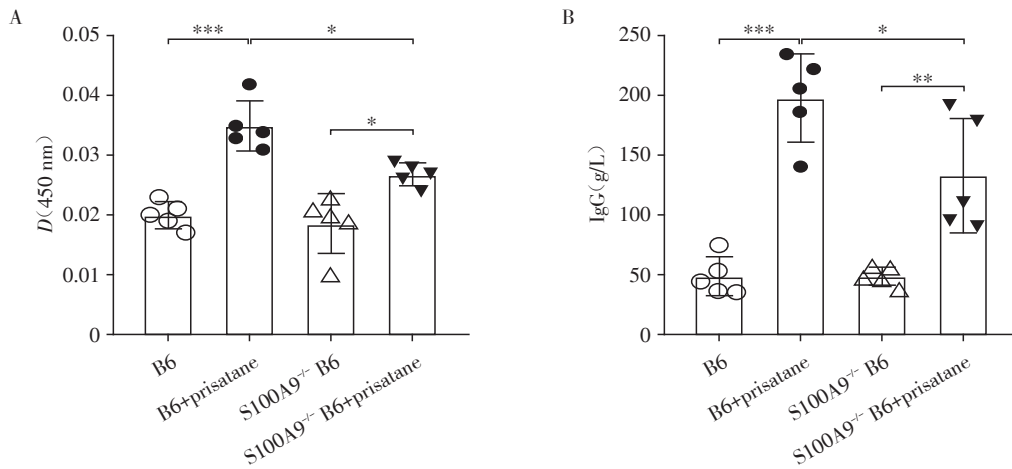 A
D(450 nm)
0.05
0.04
0.03
0.02
0.01
0
***
*
*
B6
B6+prisatane
S100A9⁻/⁻ B6
S100A9⁻/⁻ B6+prisatane
B
IgG(g/L)
250
200
150
100
50
0
***
*
**
B6
B6+prisatane
S100A9⁻/⁻ B6
S100A9⁻/⁻ B6+prisatane